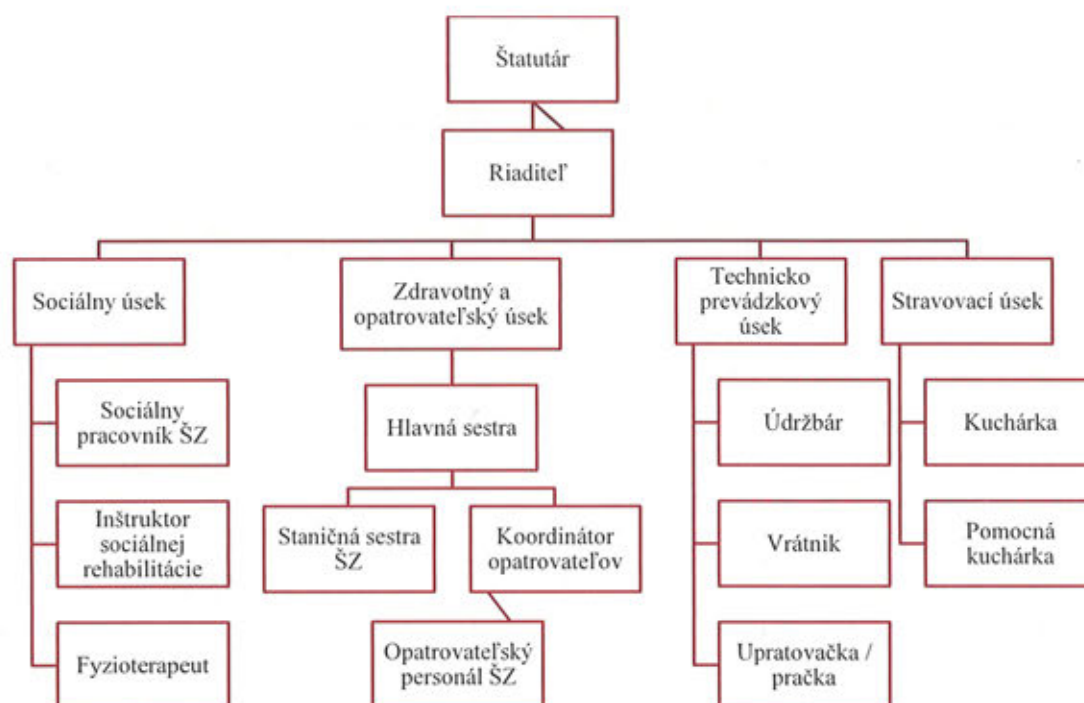 Štatutár
Riaditeľ
Sociálny úsek
Zdravotný a
opatrovateľský úsek
Technicko
prevádzkový
úsek
Stravovací úsek
Sociálny
pracovník ŠZ
Hlavná sestra
Údržbár
Kuchárka
Inštruktor
sociálnej
rehabilitácie
Staničná sestra
ŠZ
Koordinátor
opatrovateľov
Vrátnik
Pomocná
kuchárka
Fyzioterapeut
Opatrovateľský
personál ŠZ
Upratovačka /
pračka